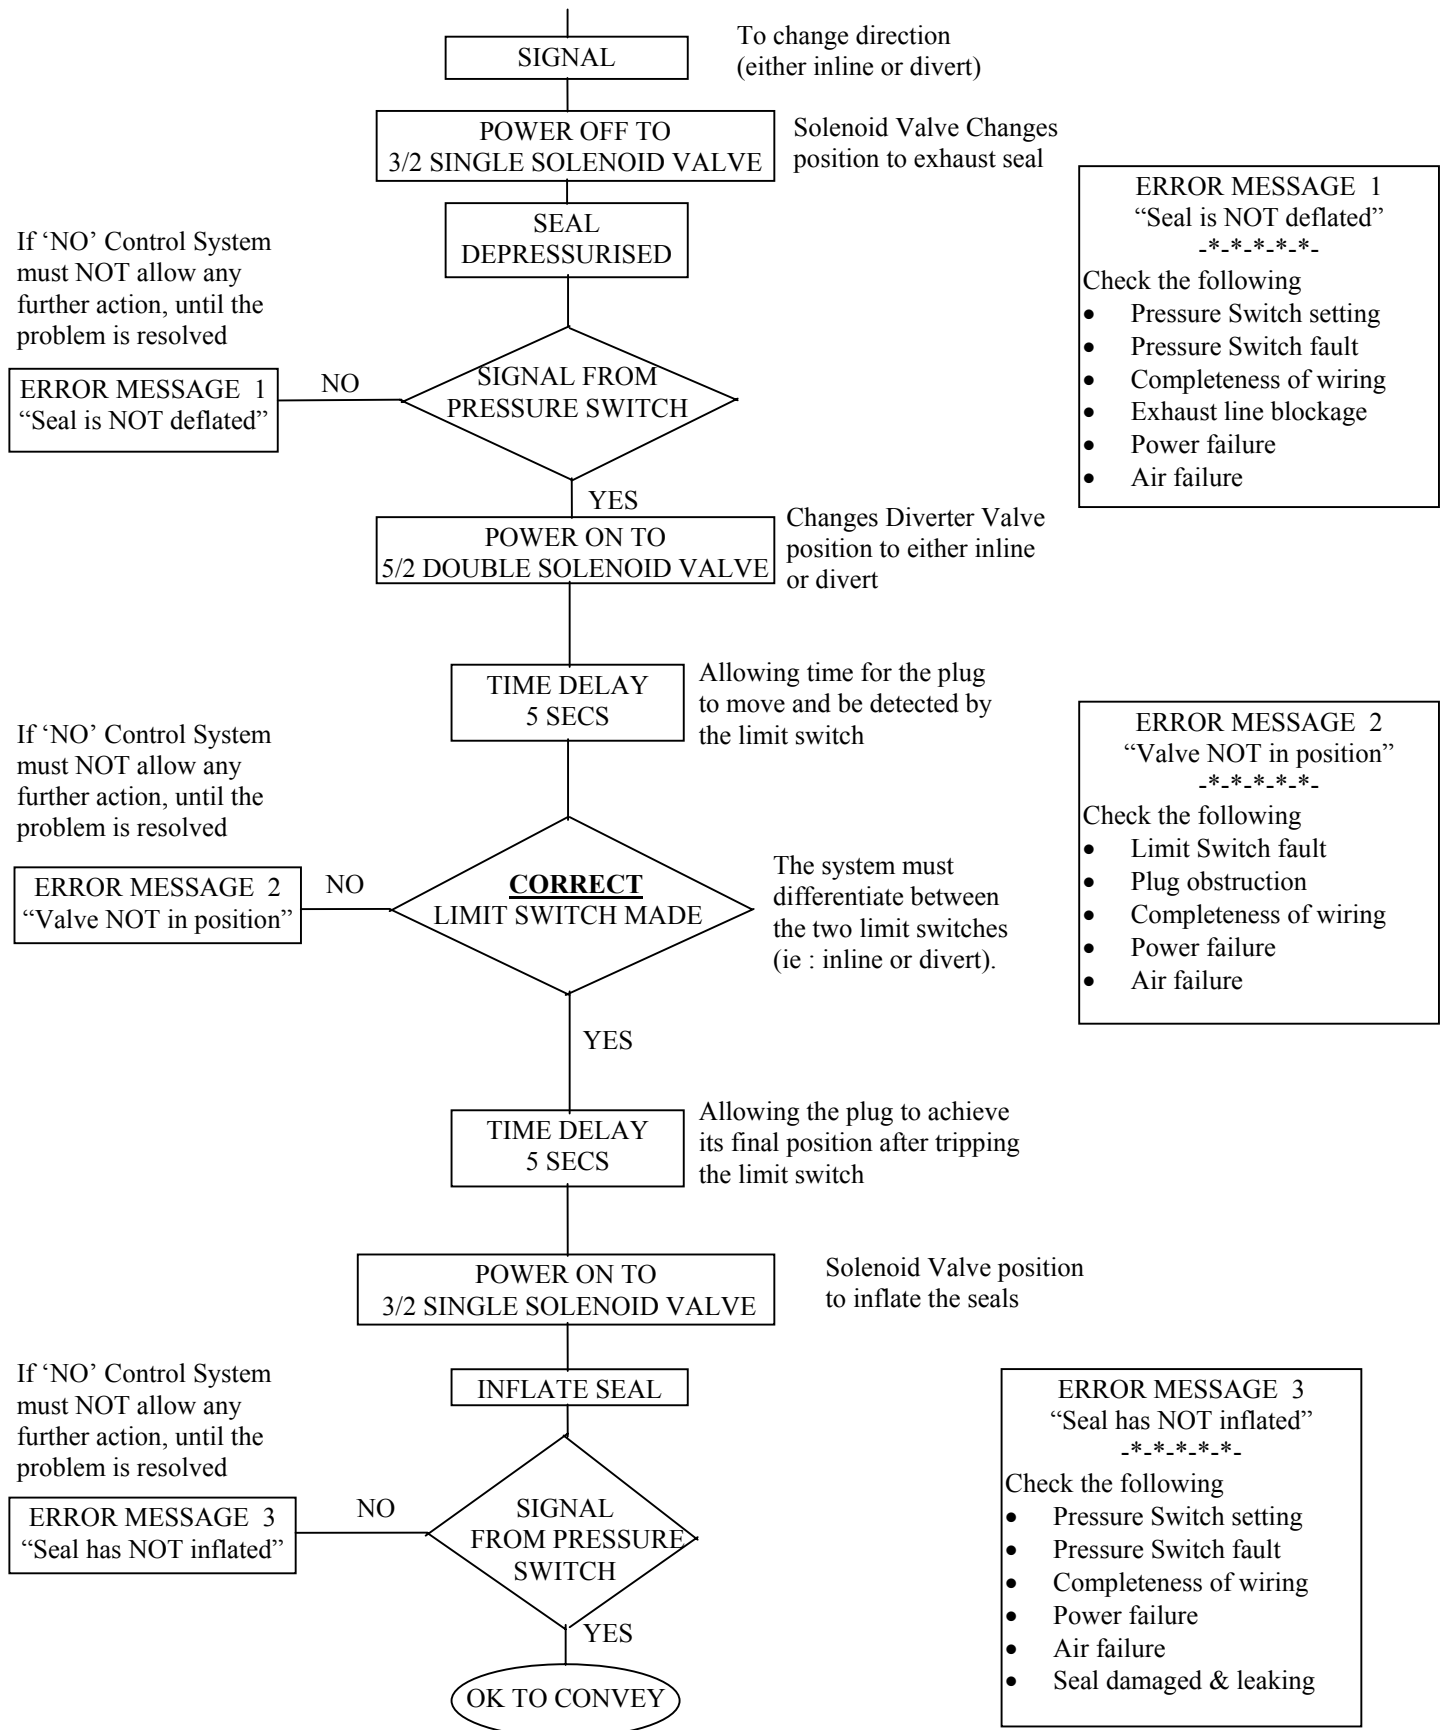 SIGNAL
To change direction
(either inline or divert)
POWER OFF TO
3/2 SINGLE SOLENOID VALVE
Solenoid Valve Changes
position to exhaust seal
SEAL
DEPRESSURISED
If ‘NO’ Control System
must NOT allow any
further action, until the
problem is resolved
ERROR MESSAGE 1
“Seal is NOT deflated”
NO
SIGNAL FROM
PRESSURE SWITCH
YES
ERROR MESSAGE 1
“Seal is NOT deflated”
-*-*-*-*-*-
Check the following
• Pressure Switch setting
• Pressure Switch fault
• Completeness of wiring
• Exhaust line blockage
• Power failure
• Air failure
POWER ON TO
5/2 DOUBLE SOLENOID VALVE
Changes Diverter Valve
position to either inline
or divert
TIME DELAY
5 SECS
Allowing time for the plug
to move and be detected by
the limit switch
If ‘NO’ Control System
must NOT allow any
further action, until the
problem is resolved
ERROR MESSAGE 2
“Valve NOT in position”
NO
CORRECT
LIMIT SWITCH MADE
The system must
differentiate between
the two limit switches
(ie : inline or divert).
YES
ERROR MESSAGE 2
“Valve NOT in position”
-*-*-*-*-*-
Check the following
• Limit Switch fault
• Plug obstruction
• Completeness of wiring
• Power failure
• Air failure
TIME DELAY
5 SECS
Allowing the plug to achieve
its final position after tripping
the limit switch
POWER ON TO
3/2 SINGLE SOLENOID VALVE
Solenoid Valve position
to inflate the seals
INFLATE SEAL
If ‘NO’ Control System
must NOT allow any
further action, until the
problem is resolved
ERROR MESSAGE 3
“Seal has NOT inflated”
NO
SIGNAL
FROM PRESSURE
SWITCH
YES
OK TO CONVEY
ERROR MESSAGE 3
“Seal has NOT inflated”
-*-*-*-*-*-
Check the following
• Pressure Switch setting
• Pressure Switch fault
• Completeness of wiring
• Power failure
• Air failure
• Seal damaged & leaking